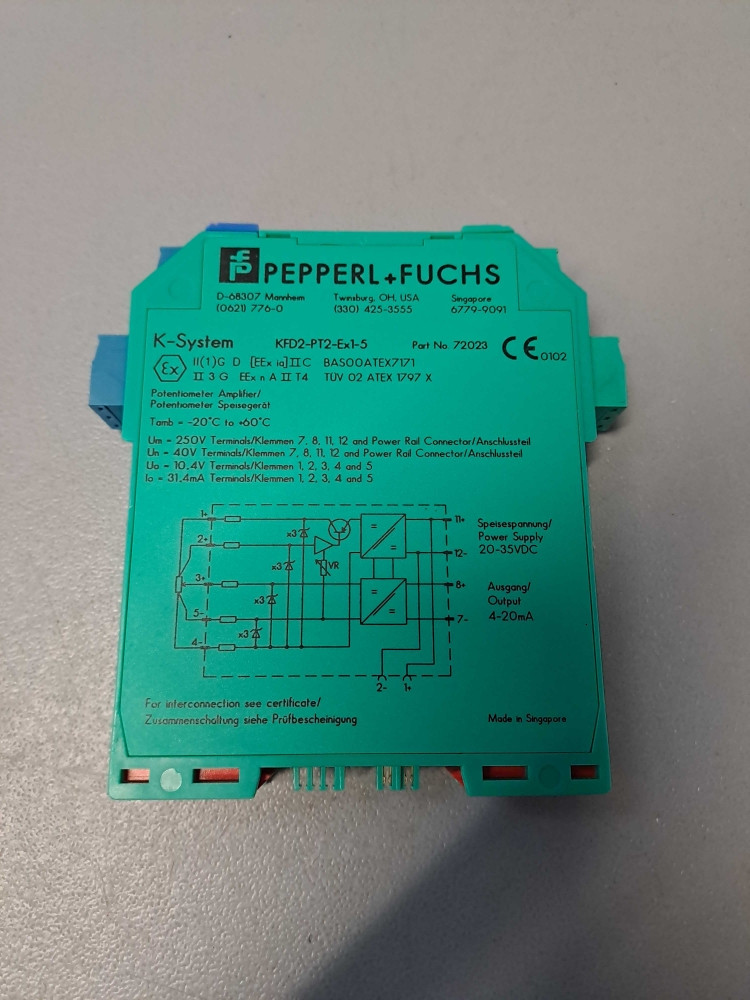 PEPPERL+FUCHS
D-68307 Mannheim Twinsburg, OH, USA Singapore
(0621) 776-0 (330) 425-3555 6779-9091
K-System KFD2-PT2-Ex1-5 Part No. 72023 CE 0102
Ex II(1)G D [EEx ia]IIC BAS00ATEX7171
II 3 G EEx n A II T4 TÜV 02 ATEX 1797 X
Potentiometer Amplifier/
Potentiometer Speisegerät
Tamb = -20°C to +60°C
Um = 250V Terminals/Klemmen 7, 8, 11, 12 and Power Rail Connector/Anschlussteil
Un = 40V Terminals/Klemmen 7, 8, 11, 12 and Power Rail Connector/Anschlussteil
Uo = 10,4V Terminals/Klemmen 1, 2, 3, 4 and 5
Io = 31,4mA Terminals/Klemmen 1, 2, 3, 4 and 5
1+
2+
3+
5-
4-
x3
x3
x3
x3
VR
11+
12-
8+
7-
2- 1+
Speisespannung/
Power Supply
20-35VDC
Ausgang/
Output
4-20mA
For interconnection see certificate/
Zusammenschaltung siehe Prüfbescheinigung
Made in Singapore